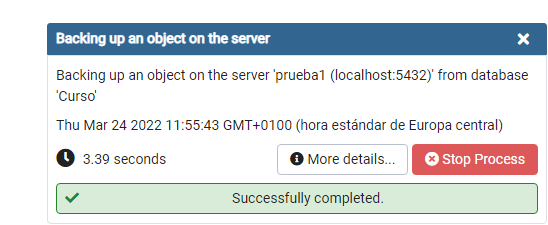 Backing up an object on the server
Backing up an object on the server 'prueba1 (localhost:5432)' from database
'Curso'
Thu Mar 24 2022 11:55:43 GMT+0100 (hora estándar de Europa central)
3.39 seconds More details... Stop Process
Successfully completed.